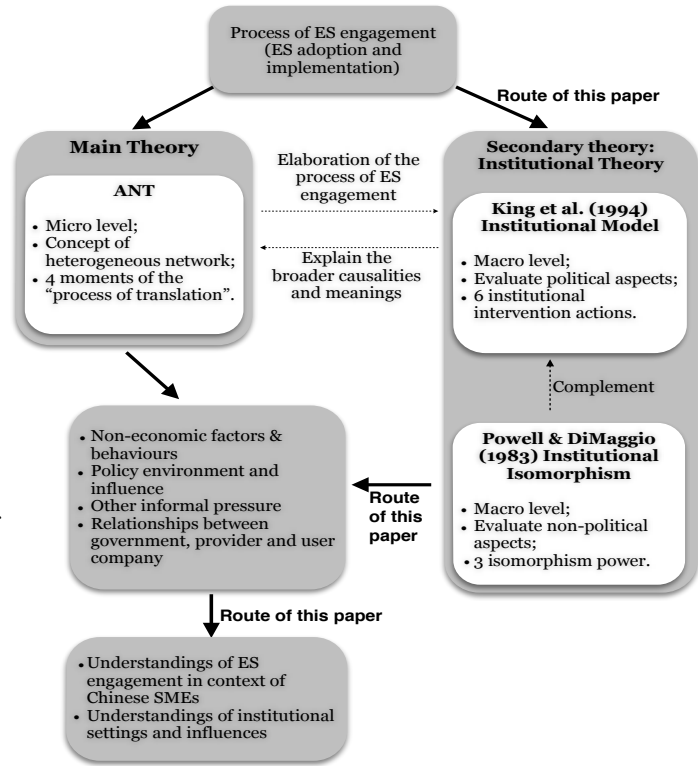 Process of ES engagement
(ES adoption and
implementation)
Route of this paper
Main Theory
ANT
• Micro level;
• Concept of
heterogeneous network;
• 4 moments of the
“process of translation”.
Elaboration of the
process of ES
engagement
Explain the
broader causalities
and meanings
Secondary theory:
Institutional Theory
King et al. (1994)
Institutional Model
• Macro level;
• Evaluate political aspects;
• 6 institutional
intervention actions.
Complement
Powell & DiMaggio
(1983) Institutional
Isomorphism
• Macro level;
• Evaluate non-political
aspects;
• 3 isomorphism power.
Route
of this
paper
• Non-economic factors &
behaviours
• Policy environment and
influence
• Other informal pressure
• Relationships between
government, provider and user
company
Route of this paper
• Understandings of ES
engagement in context of
Chinese SMEs
• Understandings of institutional
settings and influences